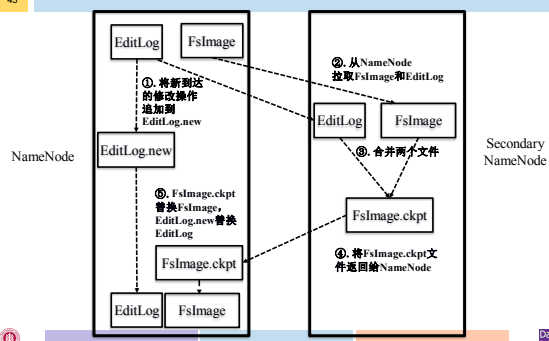 43
EditLog
FsImage
②. 从NameNode
拉取FsImage和EditLog
①. 将新到达
的修改操作
追加到
EditLog.new
EditLog
FsImage
③. 合并两个文件
NameNode
EditLog.new
Secondary
NameNode
⑤. FsImage.ckpt
替换FsImage，
EditLog.new替换
EditLog
FsImage.ckpt
④. 将FsImage.ckpt文
件返回给NameNode
FsImage.ckpt
EditLog
FsImage
Da